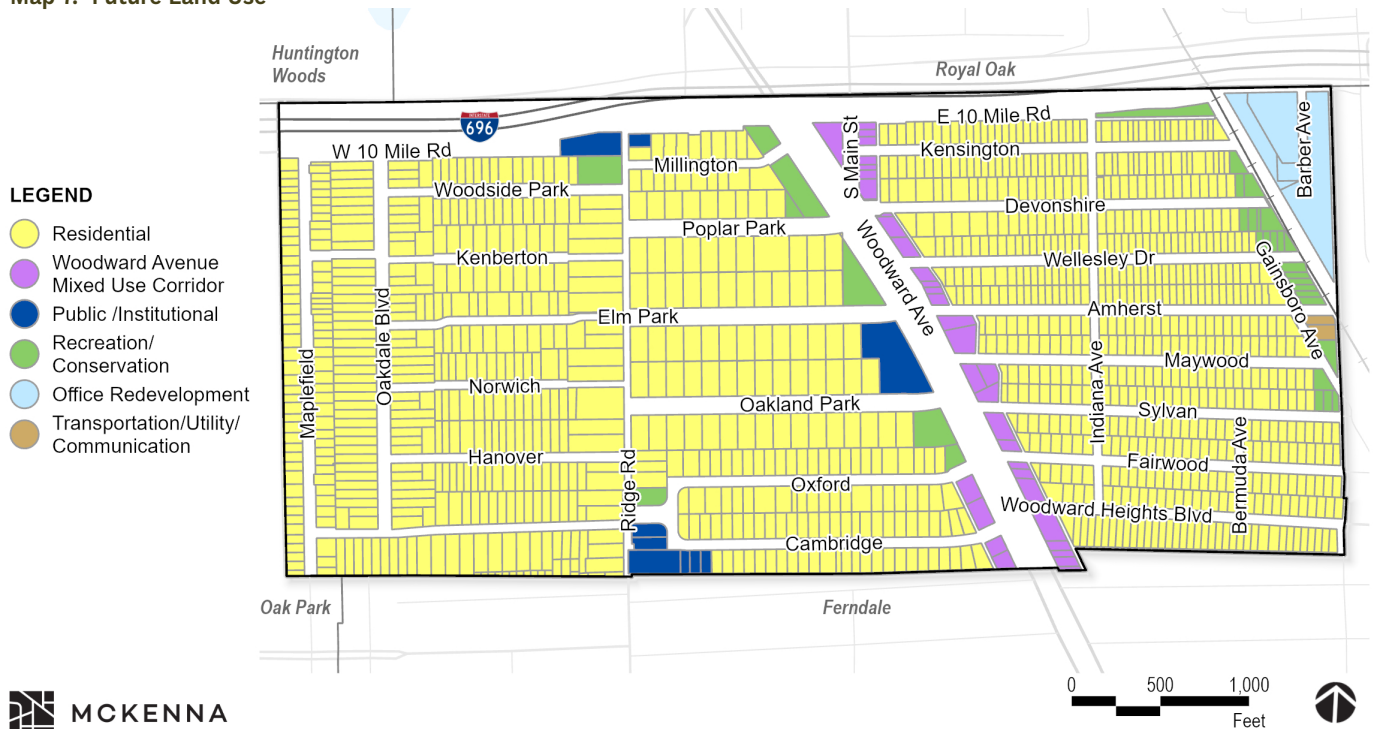 Map 7. Future Land Use
Huntington
Woods
Royal Oak
INTERSTATE
696
E 10 Mile Rd
Barber Ave
W 10 Mile Rd
S Main St
Kensington
Millington
Woodside Park
Devonshire
LEGEND
Residential
Woodward Avenue
Mixed Use Corridor
Public /Institutional
Recreation/
Conservation
Office Redevelopment
Transportation/Utility/
Communication
Poplar Park
Woodward Ave
Kenberton
Wellesley Dr
Gainsboro Ave
Elm Park
Amherst
Oakdale Blvd
Maplefield
Indiana Ave
Maywood
Norwich
Oakland Park
Sylvan
Hanover
Ridge Rd
Fairwood
Bermuda Ave
Oxford
Woodward Heights Blvd
Cambridge
Oak Park
Ferndale
MCKENNA
0 500 1,000
Feet